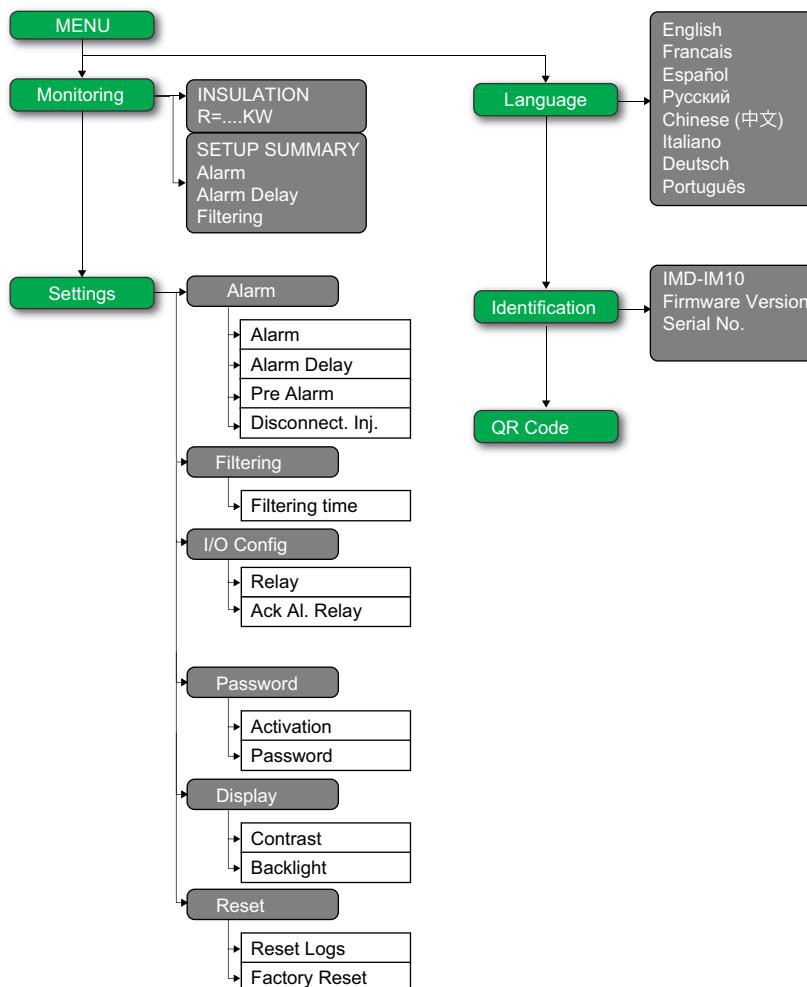 MENU
Monitoring
INSULATION
R=....KW
SETUP SUMMARY
Alarm
Alarm Delay
Filtering
Settings
Alarm
Alarm
Alarm Delay
Pre Alarm
Disconnect. Inj.
Filtering
Filtering time
I/O Config
Relay
Ack Al. Relay
Password
Activation
Password
Display
Contrast
Backlight
Reset
Reset Logs
Factory Reset
Language
English
Francais
Español
Русский
Chinese (中文)
Italiano
Deutsch
Português
Identification
IMD-IM10
Firmware Version
Serial No.
QR Code